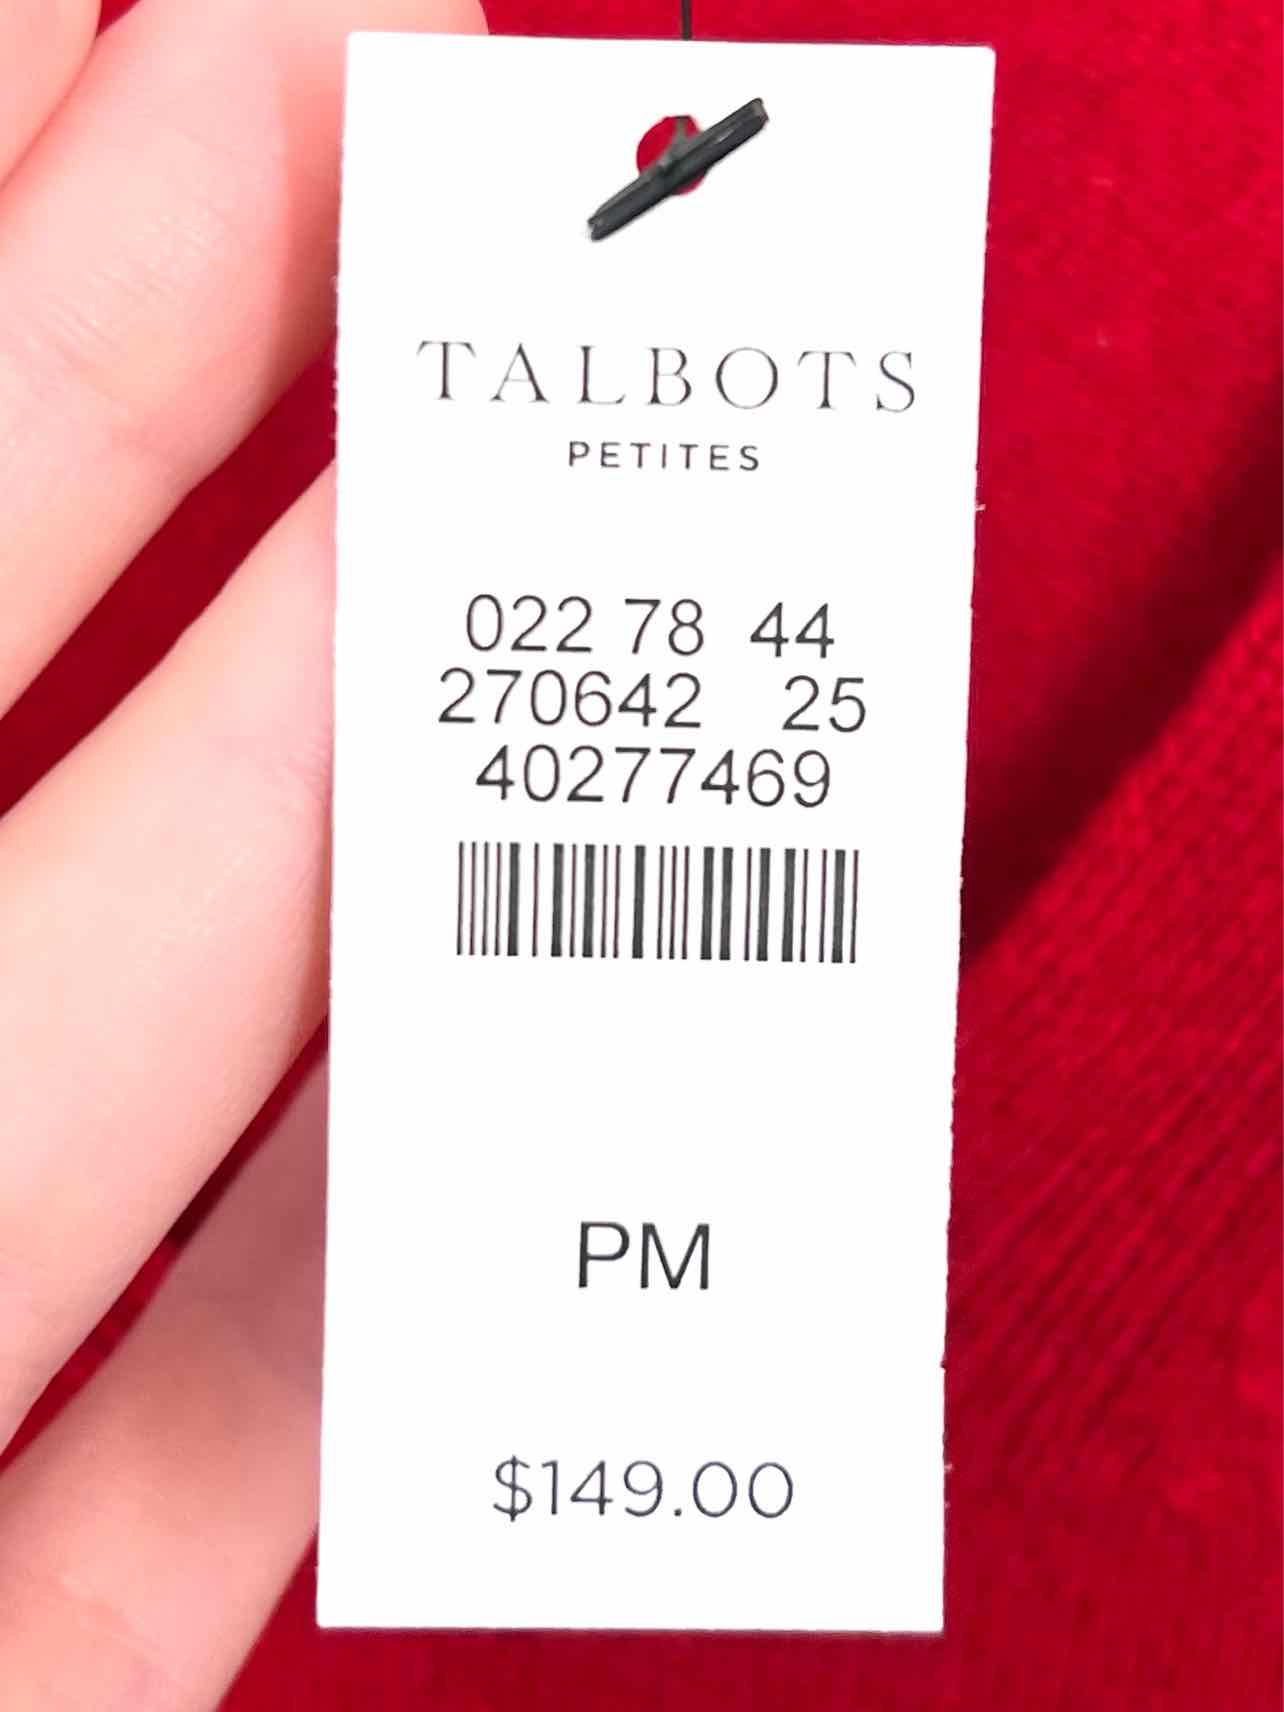 TALBOTS
PETITES
022 78 44
270642 25
40277469
PM
$149.00